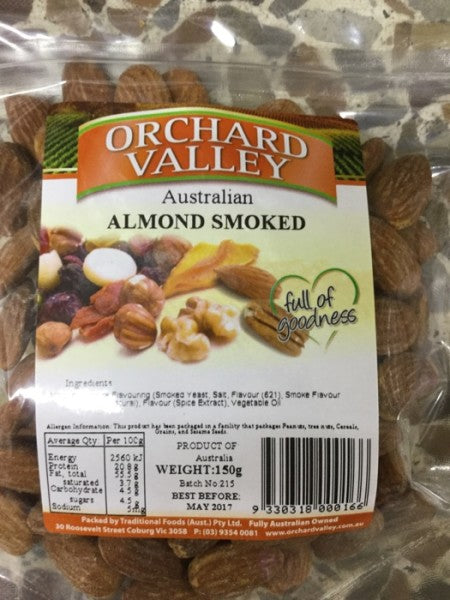 ORCHARD
VALLEY
Australian
ALMOND SMOKED
full of
goodness
Ingredients
Flavouring (Smoked Yeast, Salt, Flavour (621), Smoke Flavour
Flavour (Spice Extract), Vegetable Oil
Allergen Information. This product has been packaged in a facility that packages Peanuts, tree nuts, Cereals,
Grains, and Sesame Seeds.
Average Qty Per 100g
Energy 2560 kJ
Protein 20.8 g
Fat, total
saturated
Carbohydrate
sugars
Sodium 5mg
PRODUCT OF
Australia
WEIGHT:150g
Batch No:215
BEST BEFORE:
MAY 2017
9 330318 000166
Packed by Traditional Foods (Aust.) Pty Ltd. Fully Australian Owned
30 Roosevelt Street Coburg Vic 3058 P: (03) 9354 0081 www.orchardvalley.com.au